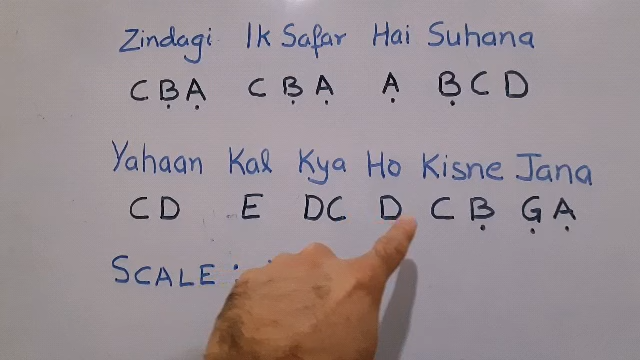 Zindagi Ik Safar Hai Suhana
C Ḅ Ạ C Ḅ Ạ Ạ Ḅ C D
Yahaan Kal Kya Ho Kisne Jana
C D E DC D C Ḅ G̣ Ạ
SCALE :